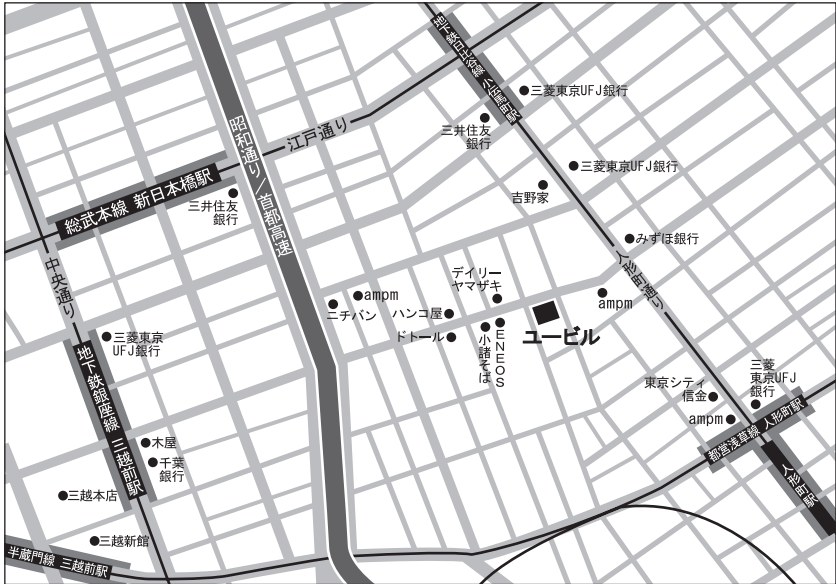 地下鉄日比谷線 小伝馬町駅
三菱東京UFJ銀行
三井住友
銀行
昭和通り／首都高速
江戸通り
三菱東京UFJ銀行
吉野家
総武本線 新日本橋駅
三井住友
銀行
みずほ銀行
人形町通り
中央通り
デイリー
ヤマザキ
ampm
ニチバン
ハンコ屋
ampm
ドトール
小諸そば
ENEOS
ユービル
三菱東京
UFJ銀行
地下鉄銀座線 三越前駅
東京シティ
信金
三菱
東京UFJ
銀行
ampm
都営浅草線 人形町駅
人形町駅
木屋
千葉
銀行
三越本店
三越新館
半蔵門線 三越前駅